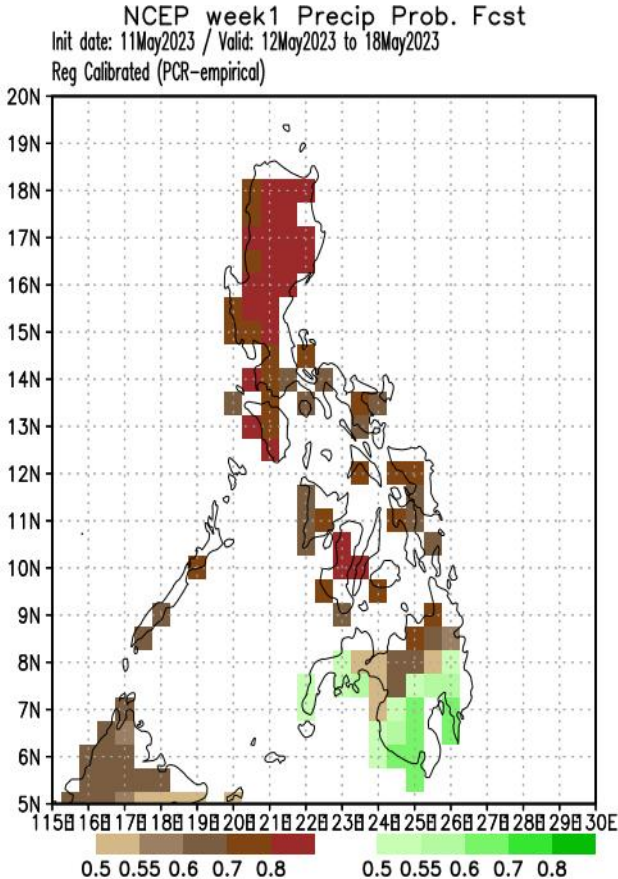 NCEP week1 Precip Prob. Fcst
Init date: 11May2023 / Valid: 12May2023 to 18May2023
Reg Calibrated (PCR-empirical)
20N
19N
18N
17N
16N
15N
14N
13N
12N
11N
10N
9N
8N
7N
6N
5N
130E
0.5 0.55 0.6 0.7 0.8 0.5 0.55 0.6 0.7 0.8